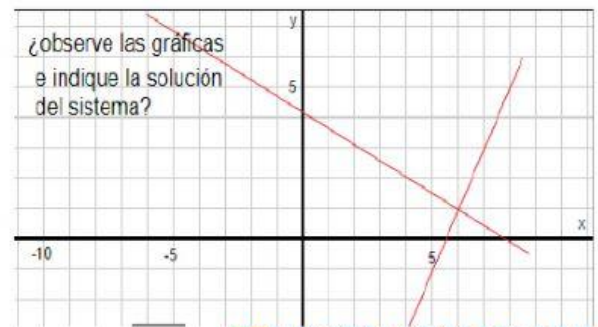 y
¿observe las gráficas
e indique la solución
del sistema?
5
x
-10 -5 5